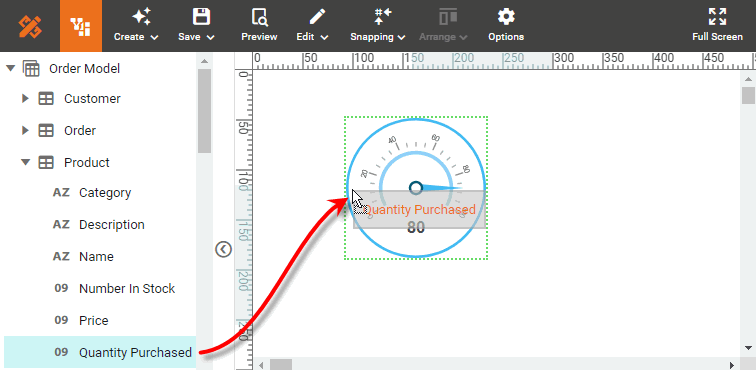 Create Save Preview Edit Snapping Arrange Options Full Screen
Order Model
Customer
Order
Product
AZ Category
AZ Description
AZ Name
09 Number In Stock
09 Price
09 Quantity Purchased
0 50 100 150 200 250 300 350 400 450
0
50
100
150
200
250
20 40 60 80
Quantity Purchased
80